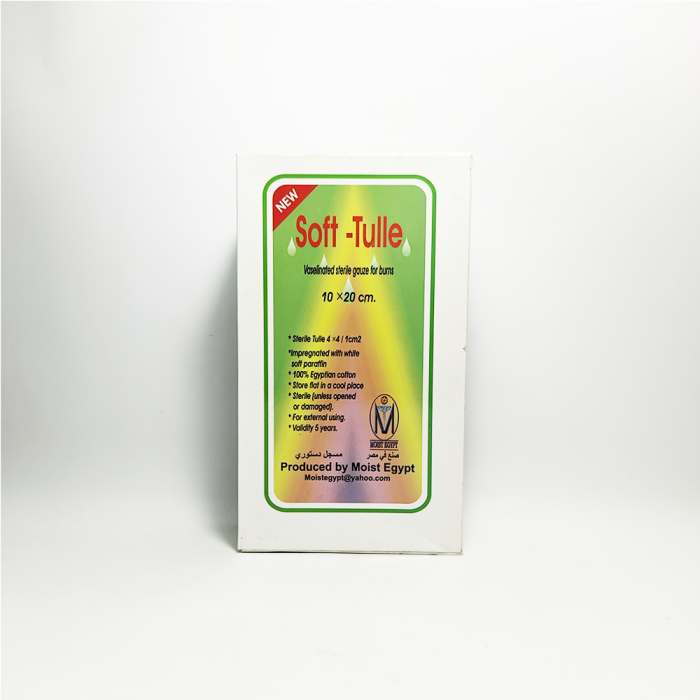 NEW
Soft -Tulle
Vaselinated sterile gauze for burns
10 ×20 cm.
* Sterile Tulle 4 ×4 / 1cm2
*Impregnated with white
soft paraffin
* 100% Egyptian cotton
* Store flat in a cool place
* Sterile (unless opened
or damaged).
* For external using.
* Validity 5 years.
M
MOIST EGYPT
صنع في مصر مسجل دستوري
Produced by Moist Egypt
Moistegypt@yahoo.com